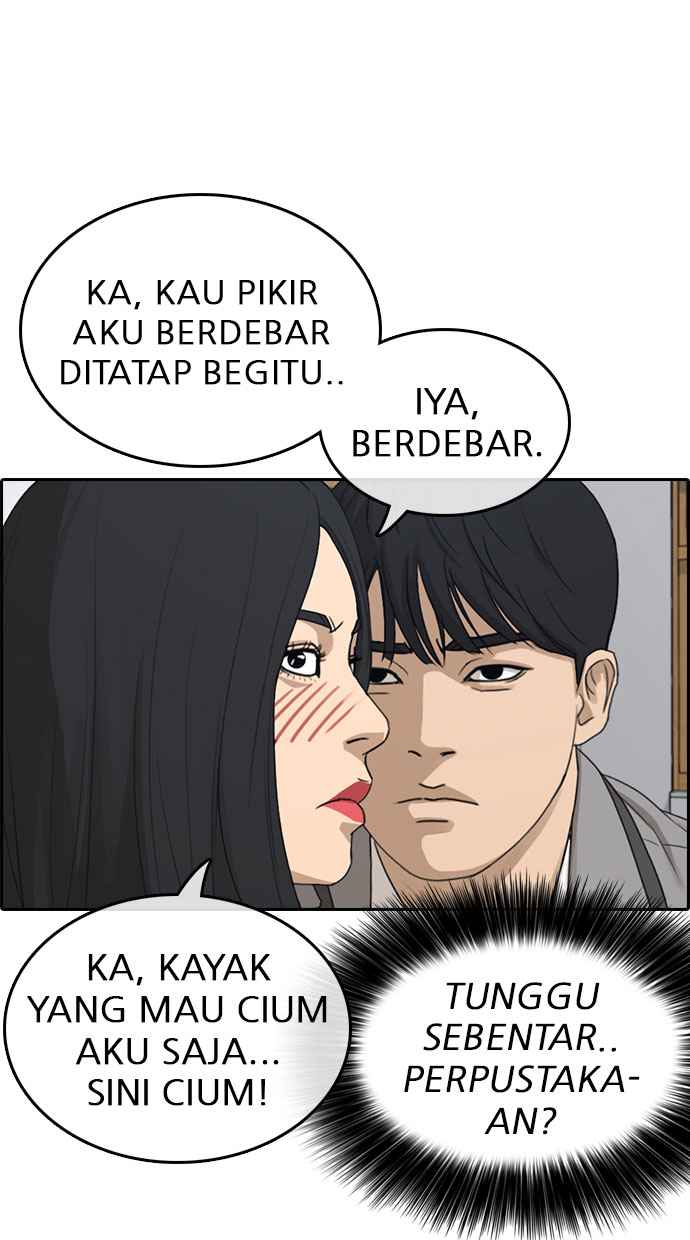 KA, KAU PIKIR
AKU BERDEBAR
DITATAP BEGITU..
IYA,
BERDEBAR.
KA, KAYAK
YANG MAU CIUM
AKU SAJA...
SINI CIUM!
TUNGGU
SEBENTAR..
PERPUSTAKA-
AN?